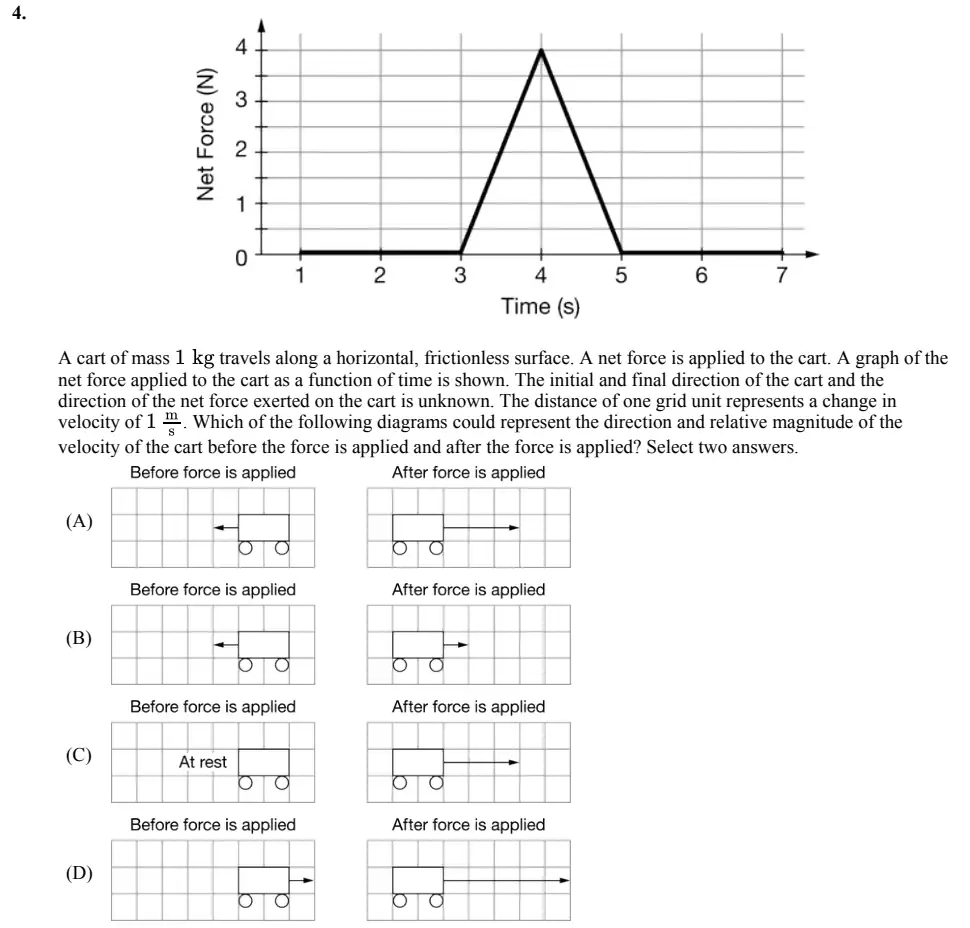 4.
4
3
2
1
0
Net Force (N)
1 2 3 4 5 6 7
Time (s)
A cart of mass 1 kg travels along a horizontal, frictionless surface. A net force is applied to the cart. A graph of the
net force applied to the cart as a function of time is shown. The initial and final direction of the cart and the
direction of the net force exerted on the cart is unknown. The distance of one grid unit represents a change in
velocity of 1 m/s. Which of the following diagrams could represent the direction and relative magnitude of the
velocity of the cart before the force is applied and after the force is applied? Select two answers.
Before force is applied After force is applied
(A)
Before force is applied After force is applied
(B)
Before force is applied After force is applied
(C) At rest
Before force is applied After force is applied
(D)